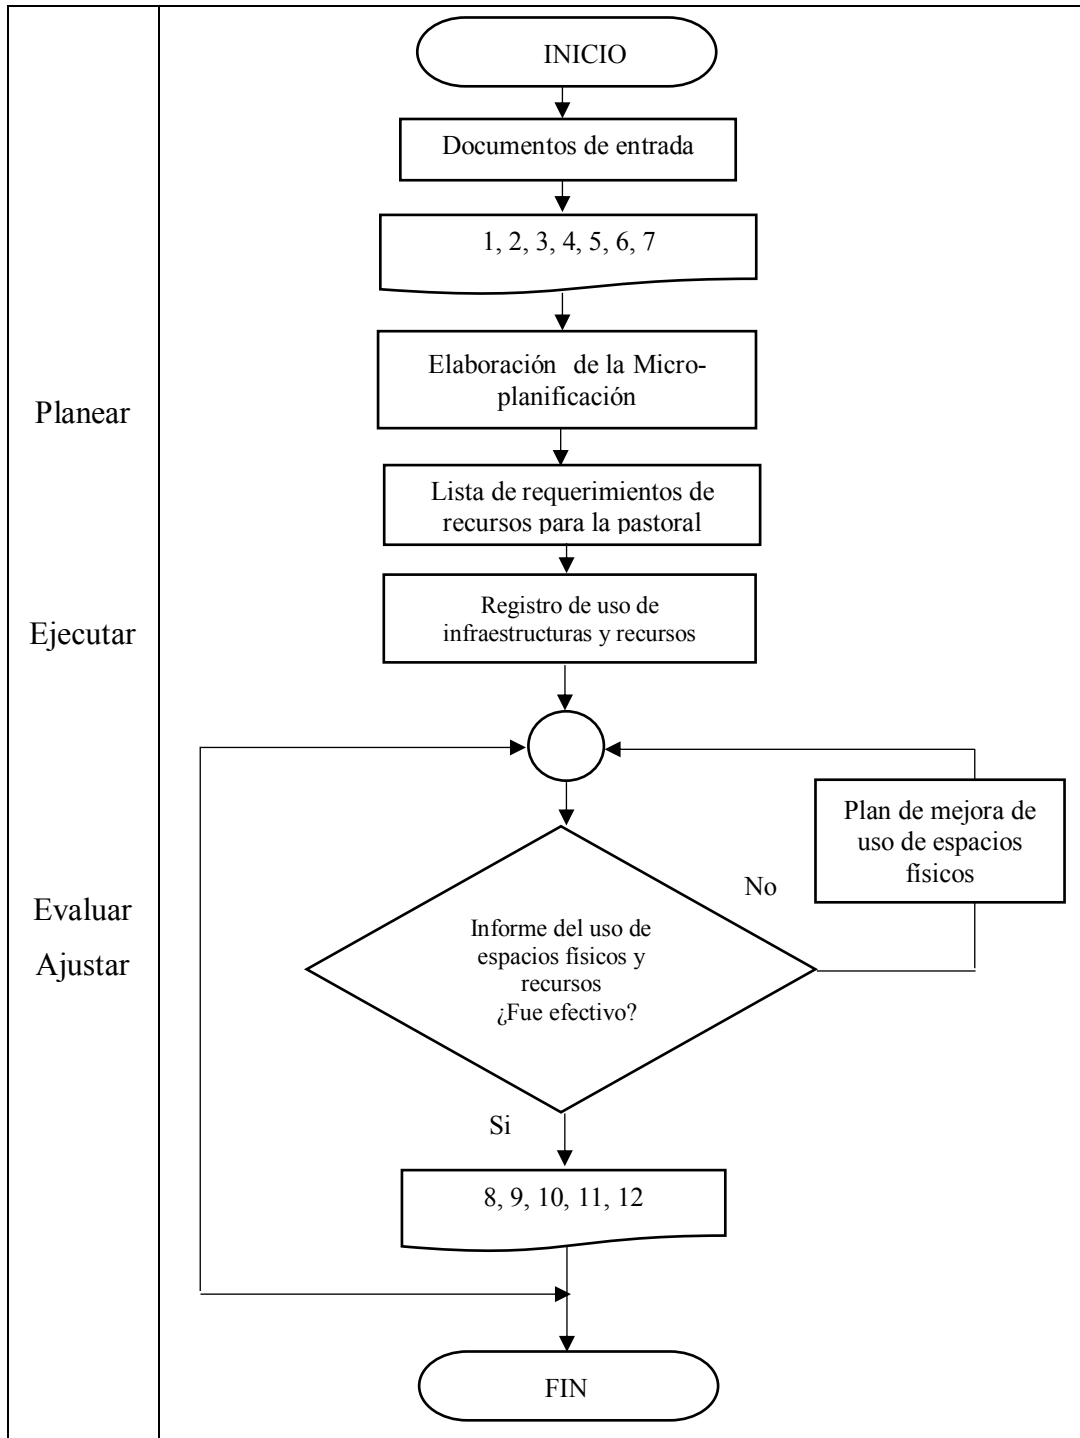 INICIO
Documentos de entrada
1, 2, 3, 4, 5, 6, 7
Elaboración de la Micro-
planificación
Planear
Lista de requerimientos de
recursos para la pastoral
Registro de uso de
infraestructuras y recursos
Ejecutar
Plan de mejora de
uso de espacios
físicos
No
Evaluar
Ajustar
Informe del uso de
espacios físicos y
recursos
¿Fue efectivo?
Si
8, 9, 10, 11, 12
FIN